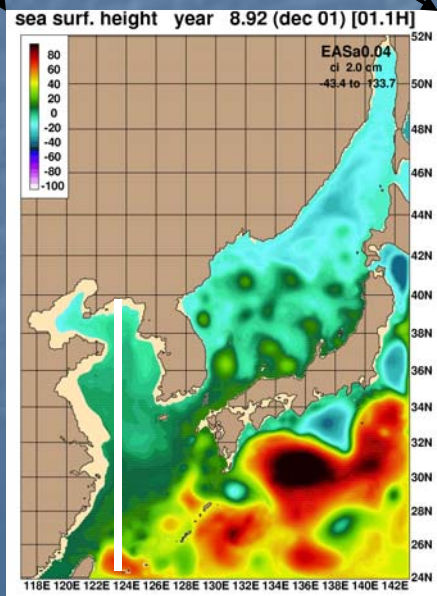 sea surf. height year 8.92 (dec 01) [01.1H]
EASa0.04
ci 2.0 cm
-43.4 to 133.7
80
60
40
20
0
-20
-40
-60
-80
-100
52N
50N
48N
46N
44N
42N
40N
38N
36N
34N
32N
30N
28N
26N
24N
118E 120E 122E 124E 126E 128E 130E 132E 134E 136E 138E 140E 142E